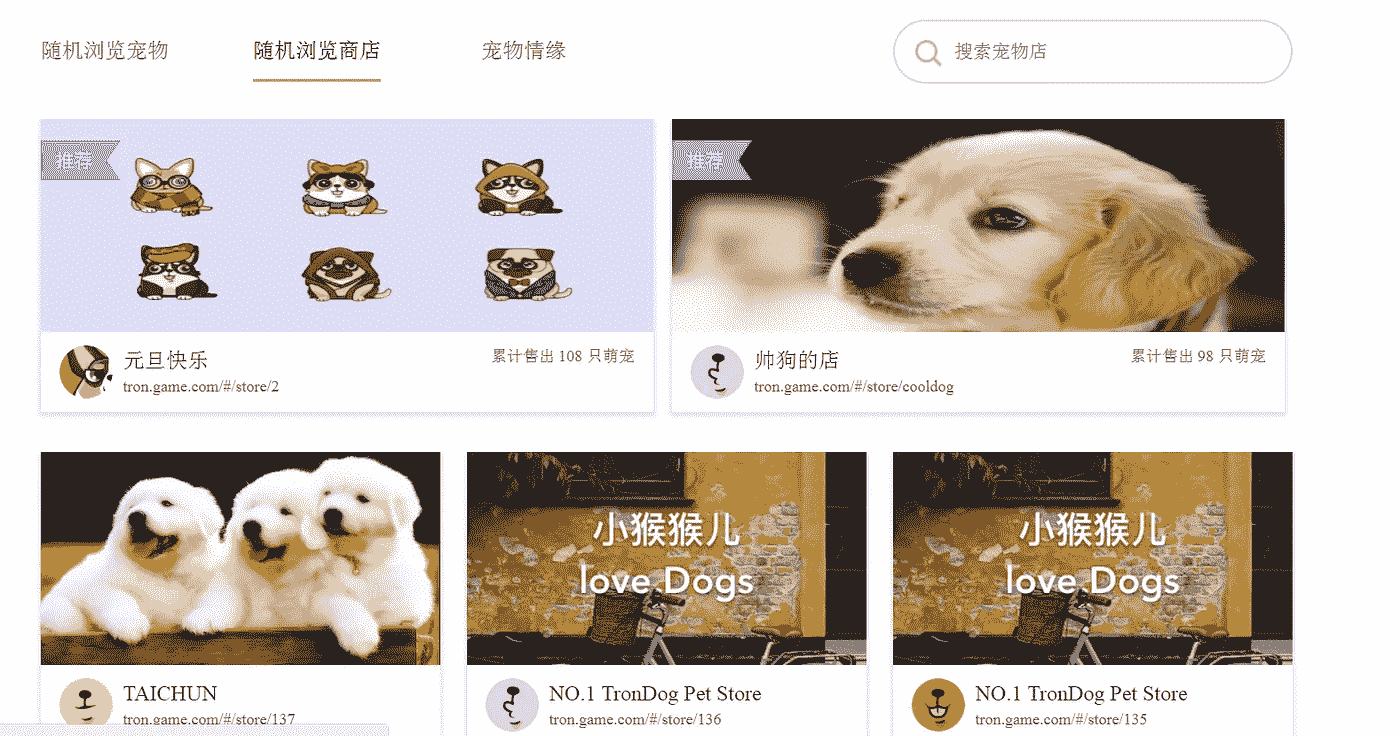 随机浏览宠物
随机浏览商店
宠物情缘
搜索宠物店
推荐
推荐
元旦快乐
累计售出 108 只萌宠
tron.game.com/#/store/2
帅狗的店
累计售出 98 只萌宠
tron.game.com/#/store/cooldog
小猴猴儿
love Dogs
小猴猴儿
love Dogs
TAICHUN
tron.game.com/#/store/137
NO.1 TronDog Pet Store
tron.game.com/#/store/136
NO.1 TronDog Pet Store
tron.game.com/#/store/135